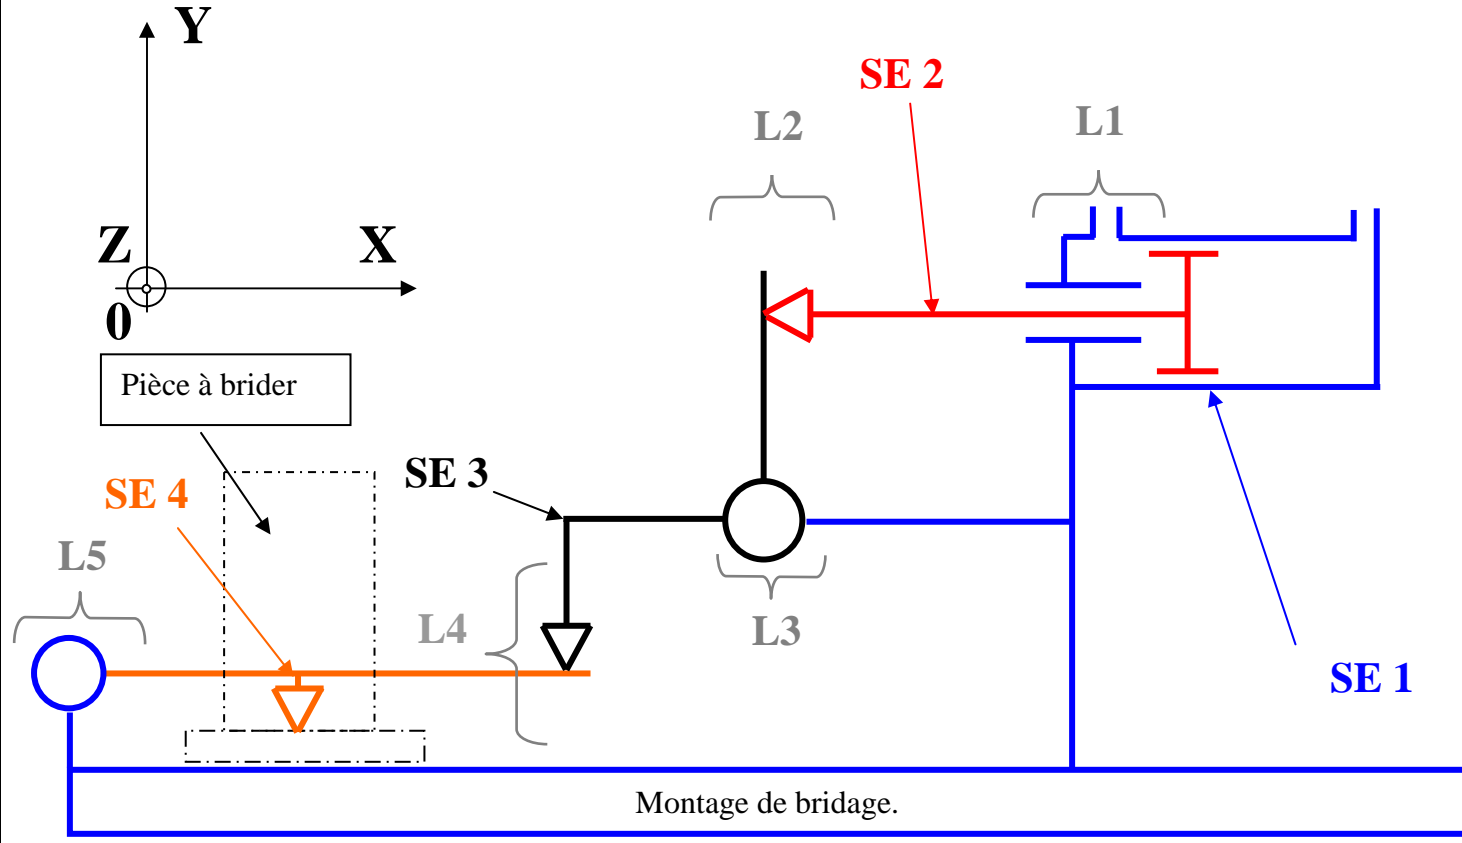 Y
SE 2
L2
L1
Z
X
0
Pièce à brider
SE 3
SE 4
L5
L4
L3
SE 1
Montage de bridage.